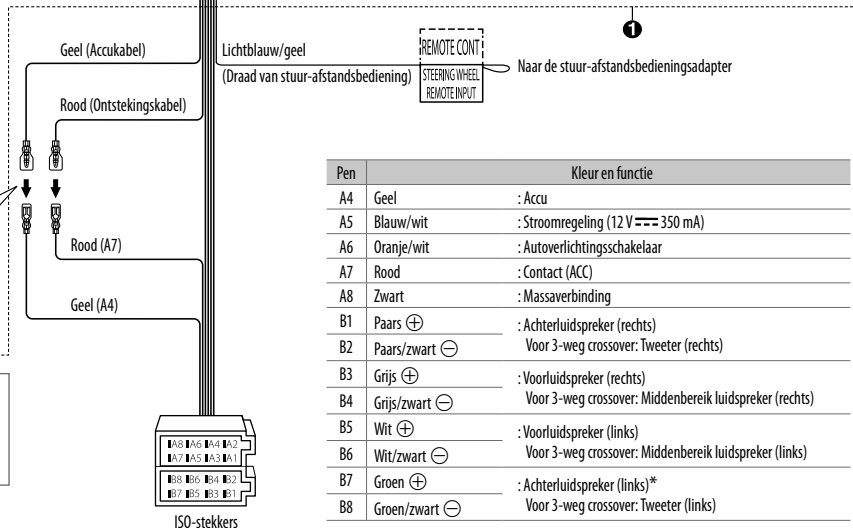 ❶
Geel (Accukabel)
Lichtblauw/geel
(Draad van stuur-afstandsbediening)
REMOTE CONT
STEERING WHEEL
REMOTE INPUT
Naar de stuur-afstandsbedieningsadapter
Rood (Ontstekingskabel)
Rood (A7)
Geel (A4)
A8 A6 A4 A2
A7 A5 A3 A1
B8 B6 B4 B2
B7 B5 B3 B1
ISO-stekkers
Pen Kleur en functie
A4 Geel : Accu
A5 Blauw/wit : Stroomregeling (12 V ⎓ 350 mA)
A6 Oranje/wit : Autoverlichtingsschakelaar
A7 Rood : Contact (ACC)
A8 Zwart : Massaverbinding
B1 Paars ⊕ : Achterluidspreker (rechts)
B2 Paars/zwart ⊖ Voor 3-weg crossover: Tweeter (rechts)
B3 Grijs ⊕ : Voorluidspreker (rechts)
B4 Grijs/zwart ⊖ Voor 3-weg crossover: Middenbereik luidspreker (rechts)
B5 Wit ⊕ : Voorluidspreker (links)
B6 Wit/zwart ⊖ Voor 3-weg crossover: Middenbereik luidspreker (links)
B7 Groen ⊕ : Achterluidspreker (links)*
B8 Groen/zwart ⊖ Voor 3-weg crossover: Tweeter (links)